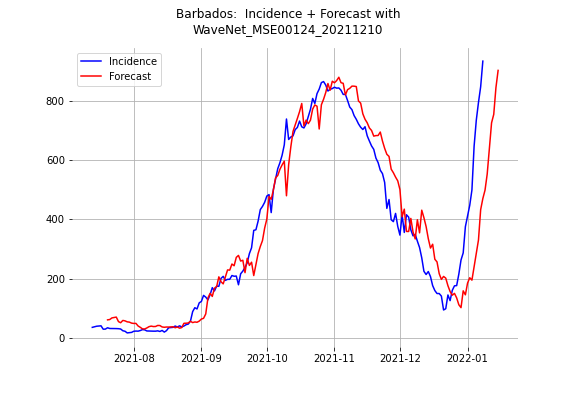 Barbados:  Incidence + Forecast with
WaveNet_MSE00124_20211210
Incidence
Forecast
800
600
400
200
0
2021-08
2021-09
2021-10
2021-11
2021-12
2022-01